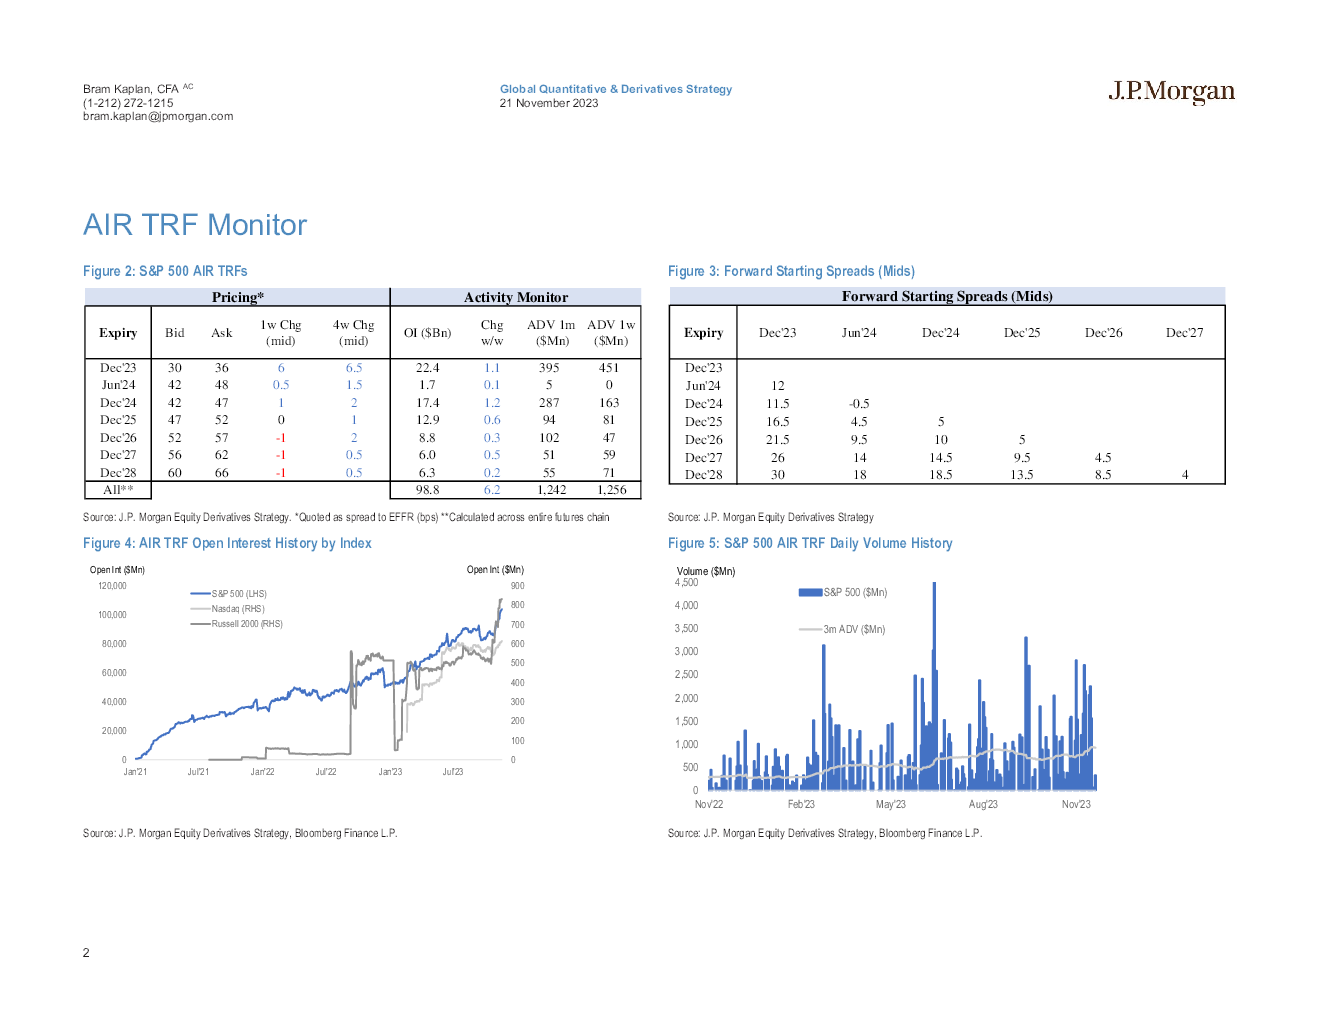 Bram Kaplan, CFA AC
(1-212) 272-1215
bram.kaplan@jpmorgan.com
Global Quantitative & Derivatives Strategy
21 November 2023
J.P.Morgan
AIR TRF Monitor
Figure 2: S&P 500 AIR TRFs
Pricing* Activity Monitor
Expiry Bid Ask 1w Chg (mid) 4w Chg (mid) OI ($Bn) Chg w/w ADV 1m ($Mn) ADV 1w ($Mn)
Dec'23 30 36 6 6.5 22.4 1.1 395 451
Jun'24 42 48 0.5 1.5 1.7 0.1 5 0
Dec'24 42 47 1 2 17.4 1.2 287 163
Dec'25 47 52 0 1 12.9 0.6 94 81
Dec'26 52 57 -1 2 8.8 0.3 102 47
Dec'27 56 62 -1 0.5 6.0 0.5 51 59
Dec'28 60 66 -1 0.5 6.3 0.2 55 71
All** 98.8 6.2 1,242 1,256
Source: J.P. Morgan Equity Derivatives Strategy. *Quoted as spread to EFFR (bps) **Calculated across entire futures chain
Figure 3: Forward Starting Spreads (Mids)
Forward Starting Spreads (Mids)
Expiry Dec'23 Jun'24 Dec'24 Dec'25 Dec'26 Dec'27
Dec'23
Jun'24 12
Dec'24 11.5 -0.5
Dec'25 16.5 4.5 5
Dec'26 21.5 9.5 10 5
Dec'27 26 14 14.5 9.5 4.5
Dec'28 30 18 18.5 13.5 8.5 4
Source: J.P. Morgan Equity Derivatives Strategy
Figure 4: AIR TRF Open Interest History by Index
Open Int ($Mn) Open Int ($Mn)
120,000
100,000
80,000
60,000
40,000
20,000
0
S&P 500 (LHS)
Nasdaq (RHS)
Russell 2000 (RHS)
900
800
700
600
500
400
300
200
100
0
Jan'21 Jul'21 Jan'22 Jul'22 Jan'23 Jul'23
Source: J.P. Morgan Equity Derivatives Strategy, Bloomberg Finance L.P.
Figure 5: S&P 500 AIR TRF Daily Volume History
Volume ($Mn)
4,500
4,000
3,500
3,000
2,500
2,000
1,500
1,000
500
0
S&P 500 ($Mn)
3m ADV ($Mn)
Nov'22 Feb'23 May'23 Aug'23 Nov'23
Source: J.P. Morgan Equity Derivatives Strategy, Bloomberg Finance L.P.
2